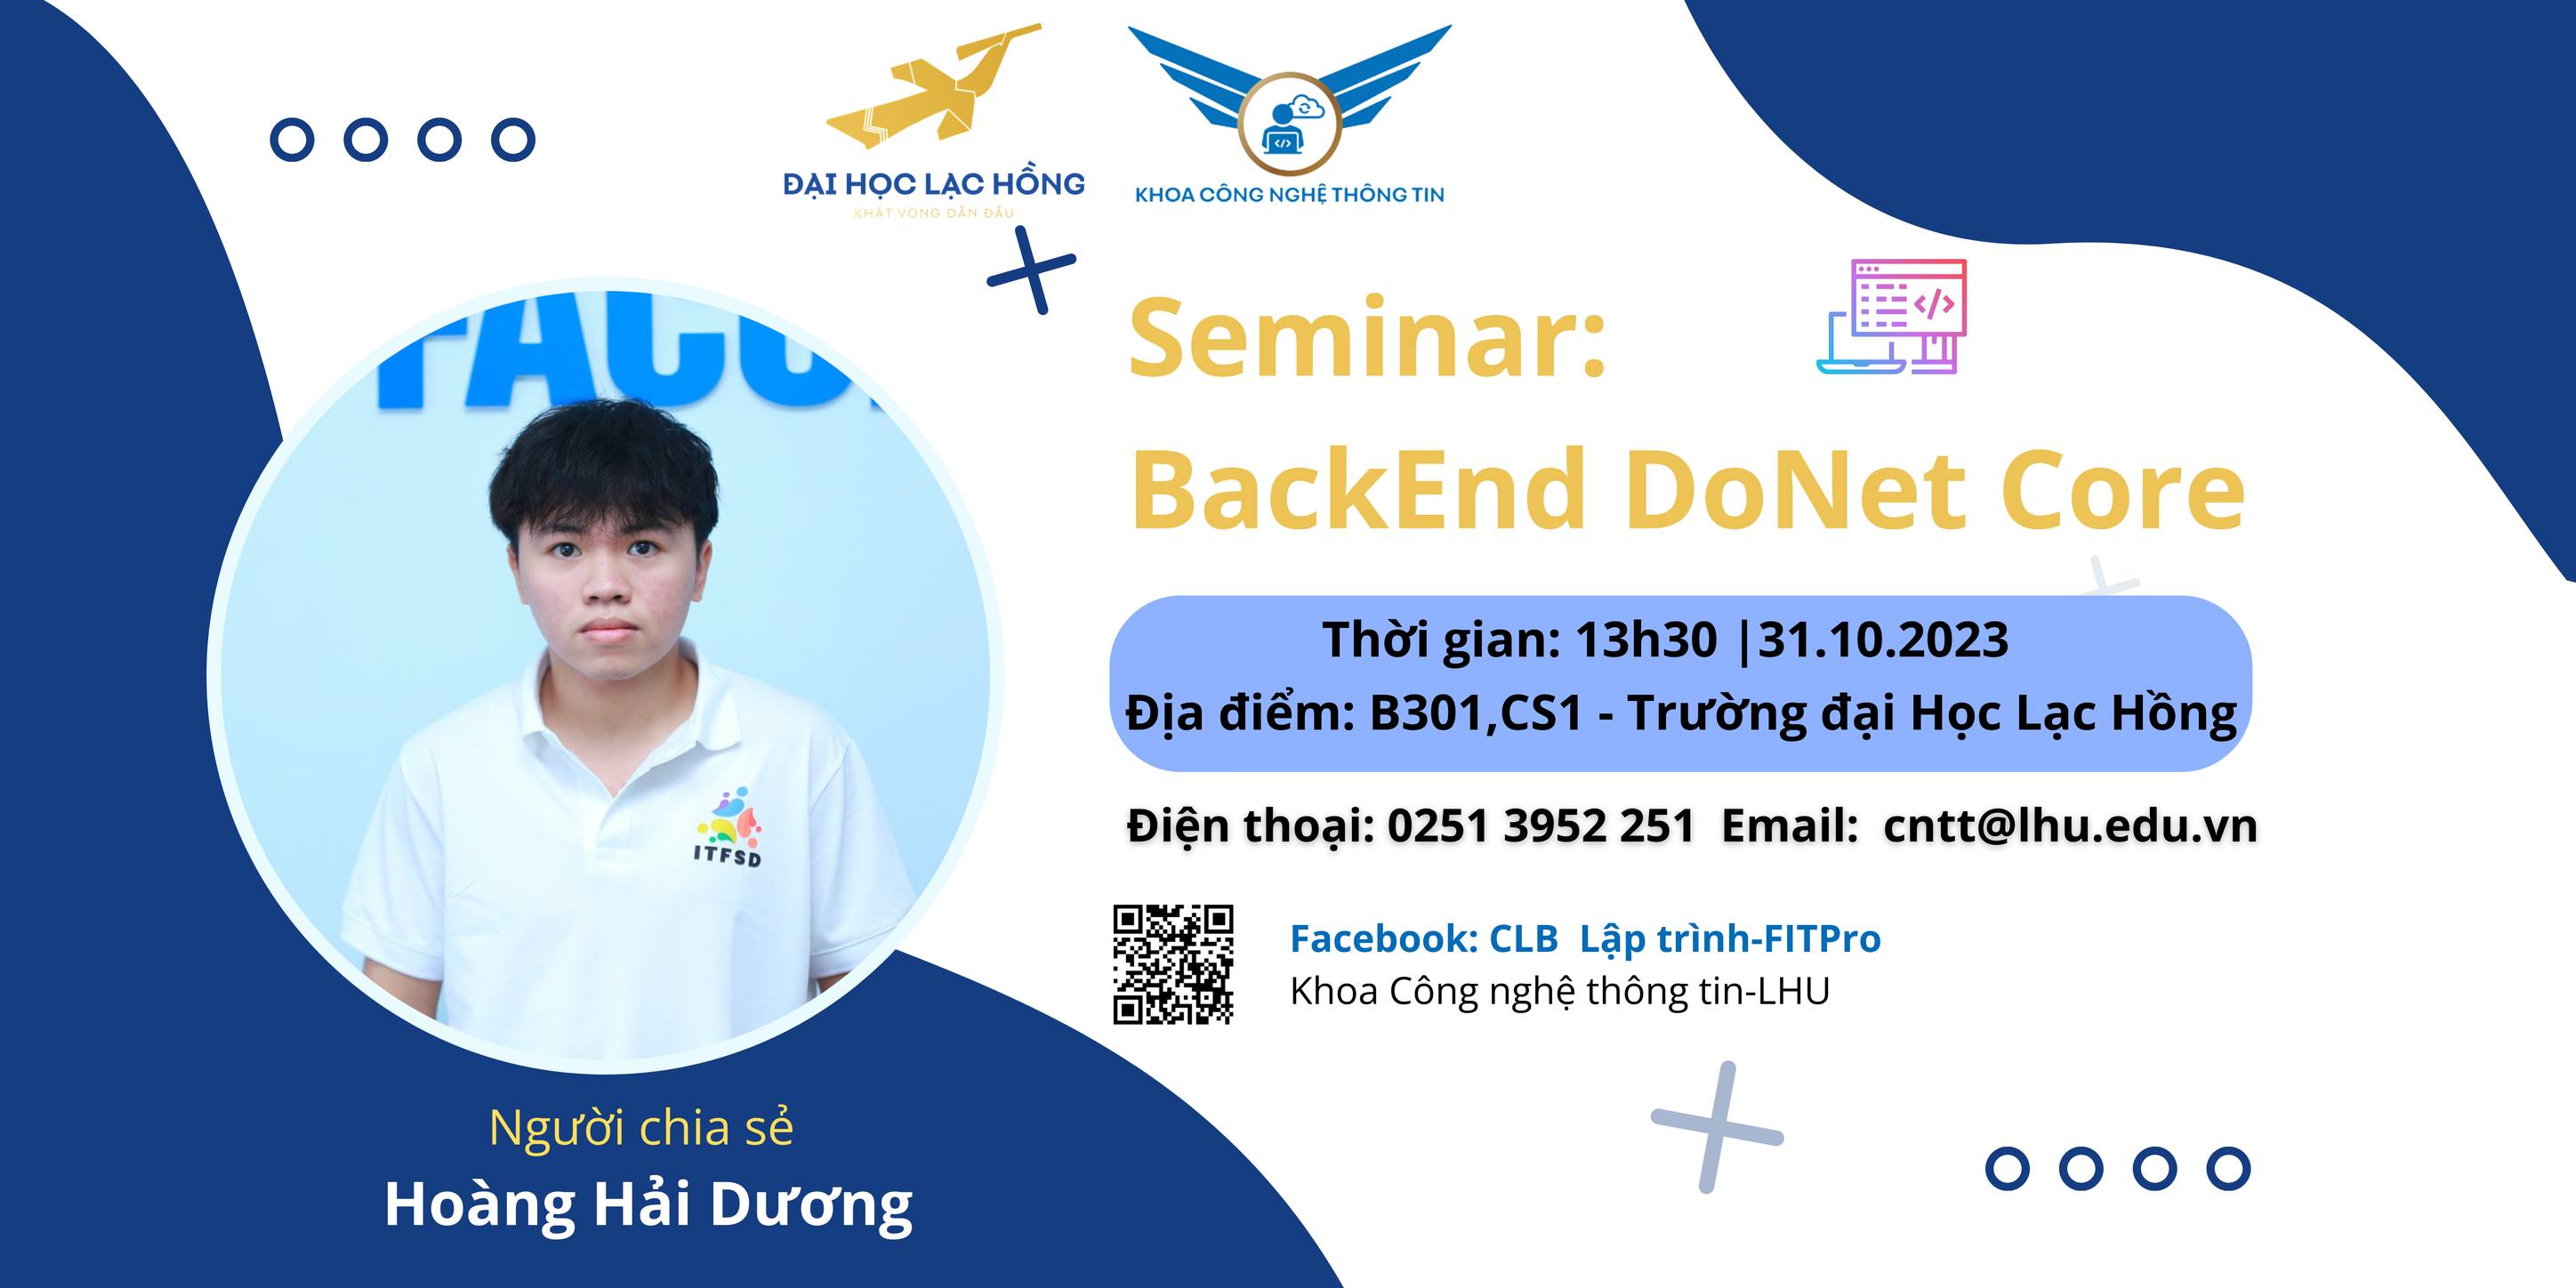 ĐẠI HỌC LẠC HỒNG
KHÁT VỌNG DẪN ĐẦU
KHOA CÔNG NGHỆ THÔNG TIN
FACU
Seminar:
BackEnd DoNet Core
Thời gian: 13h30 |31.10.2023
Địa điểm: B301,CS1 - Trường đại Học Lạc Hồng
Điện thoại: 0251 3952 251 Email: cntt@lhu.edu.vn
ITFSD
Facebook: CLB Lập trình-FITPro
Khoa Công nghệ thông tin-LHU
Người chia sẻ
Hoàng Hải Dương